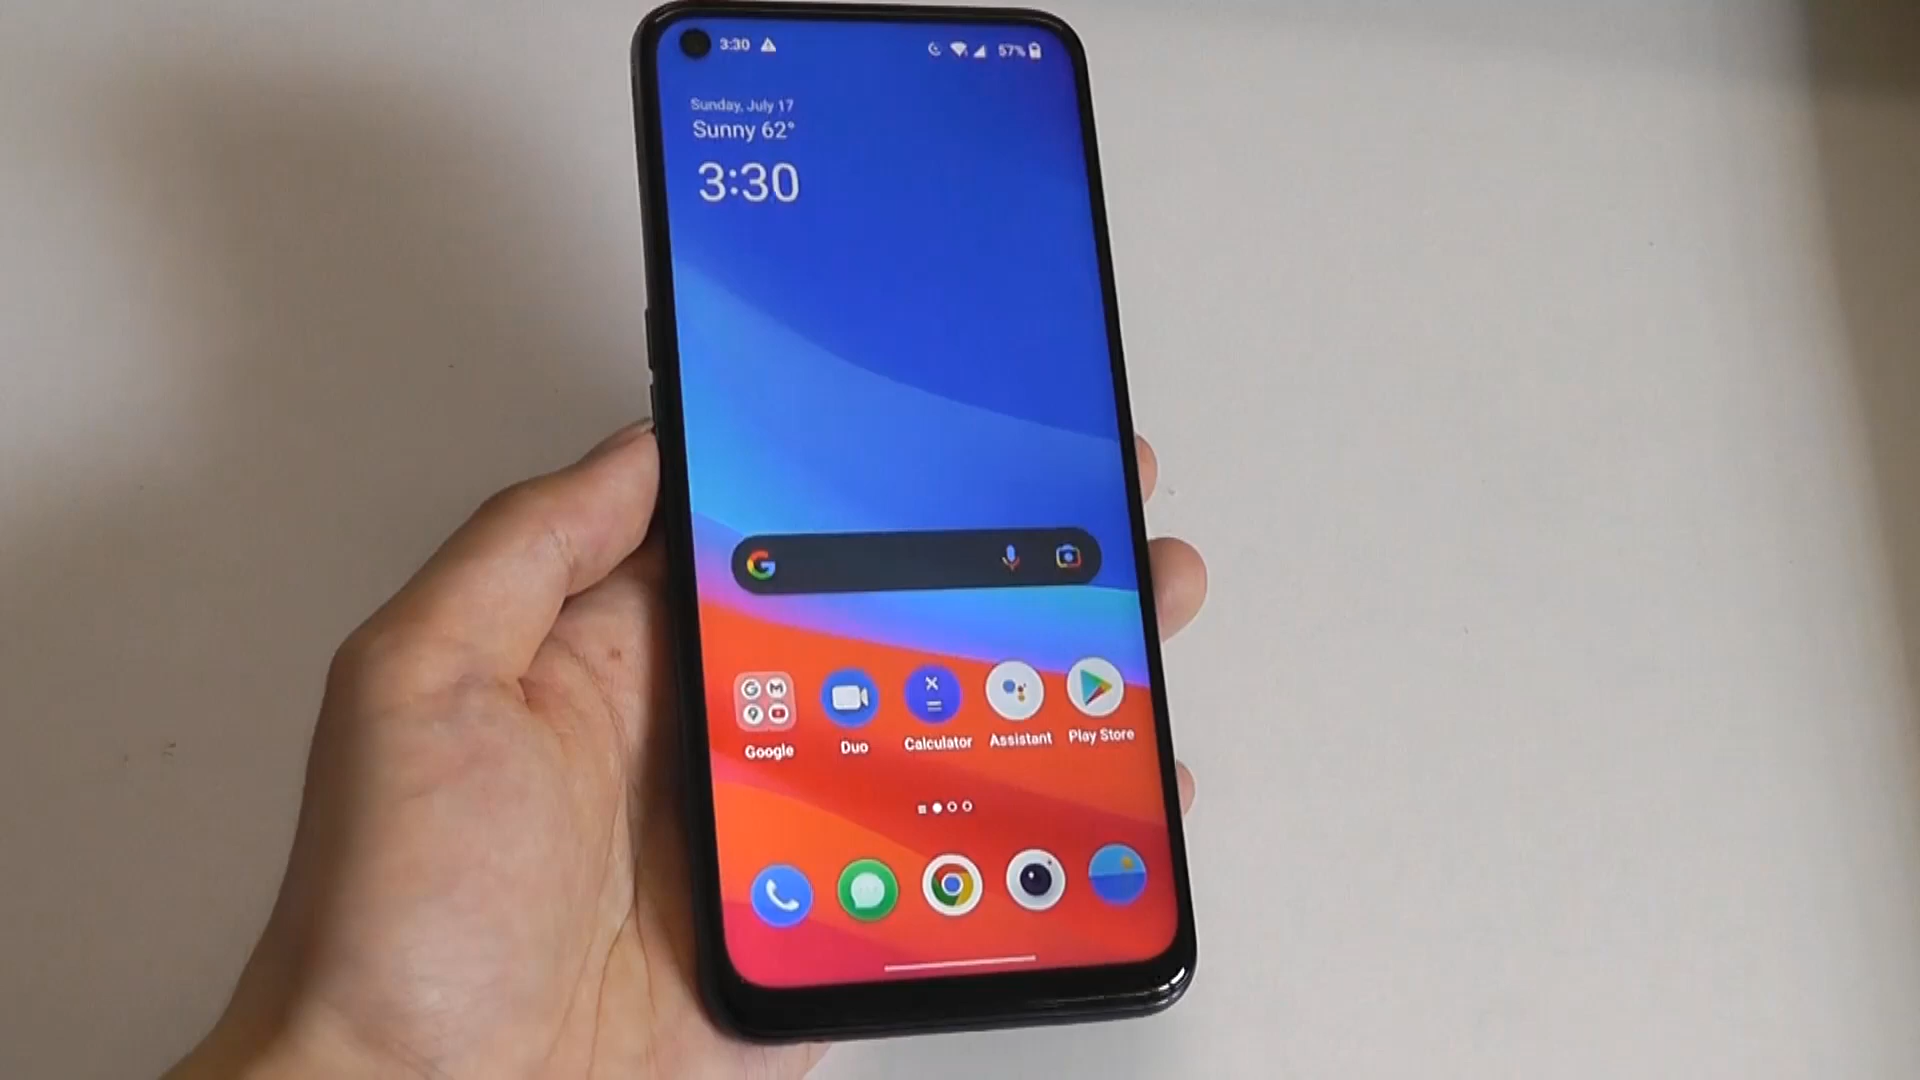 3:30 57%
Sunday, July 17
Sunny 62°
3:30
Google Duo Calculator Assistant Play Store